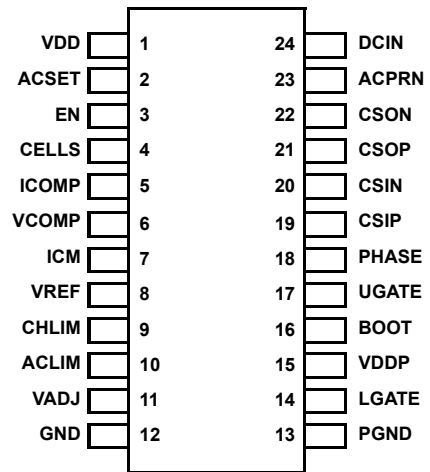 VDD 1 24 DCIN
ACSET 2 23 ACPRN
EN 3 22 CSON
CELLS 4 21 CSOP
ICOMP 5 20 CSIN
VCOMP 6 19 CSIP
ICM 7 18 PHASE
VREF 8 17 UGATE
CHLIM 9 16 BOOT
ACLIM 10 15 VDDP
VADJ 11 14 LGATE
GND 12 13 PGND